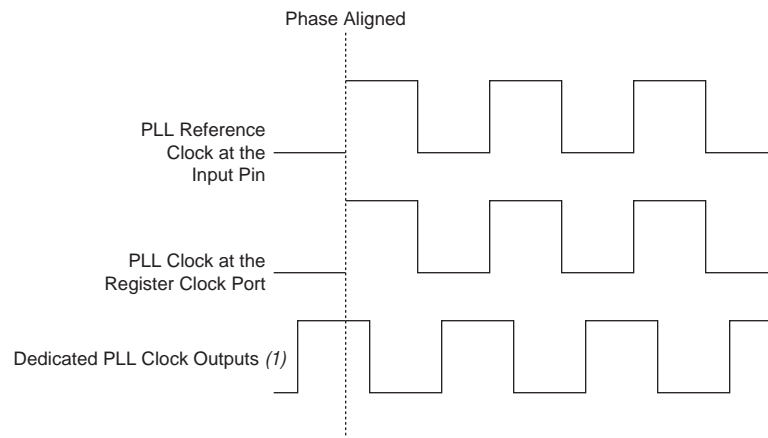 Phase Aligned
PLL Reference
Clock at the
Input Pin
PLL Clock at the
Register Clock Port
Dedicated PLL Clock Outputs (1)